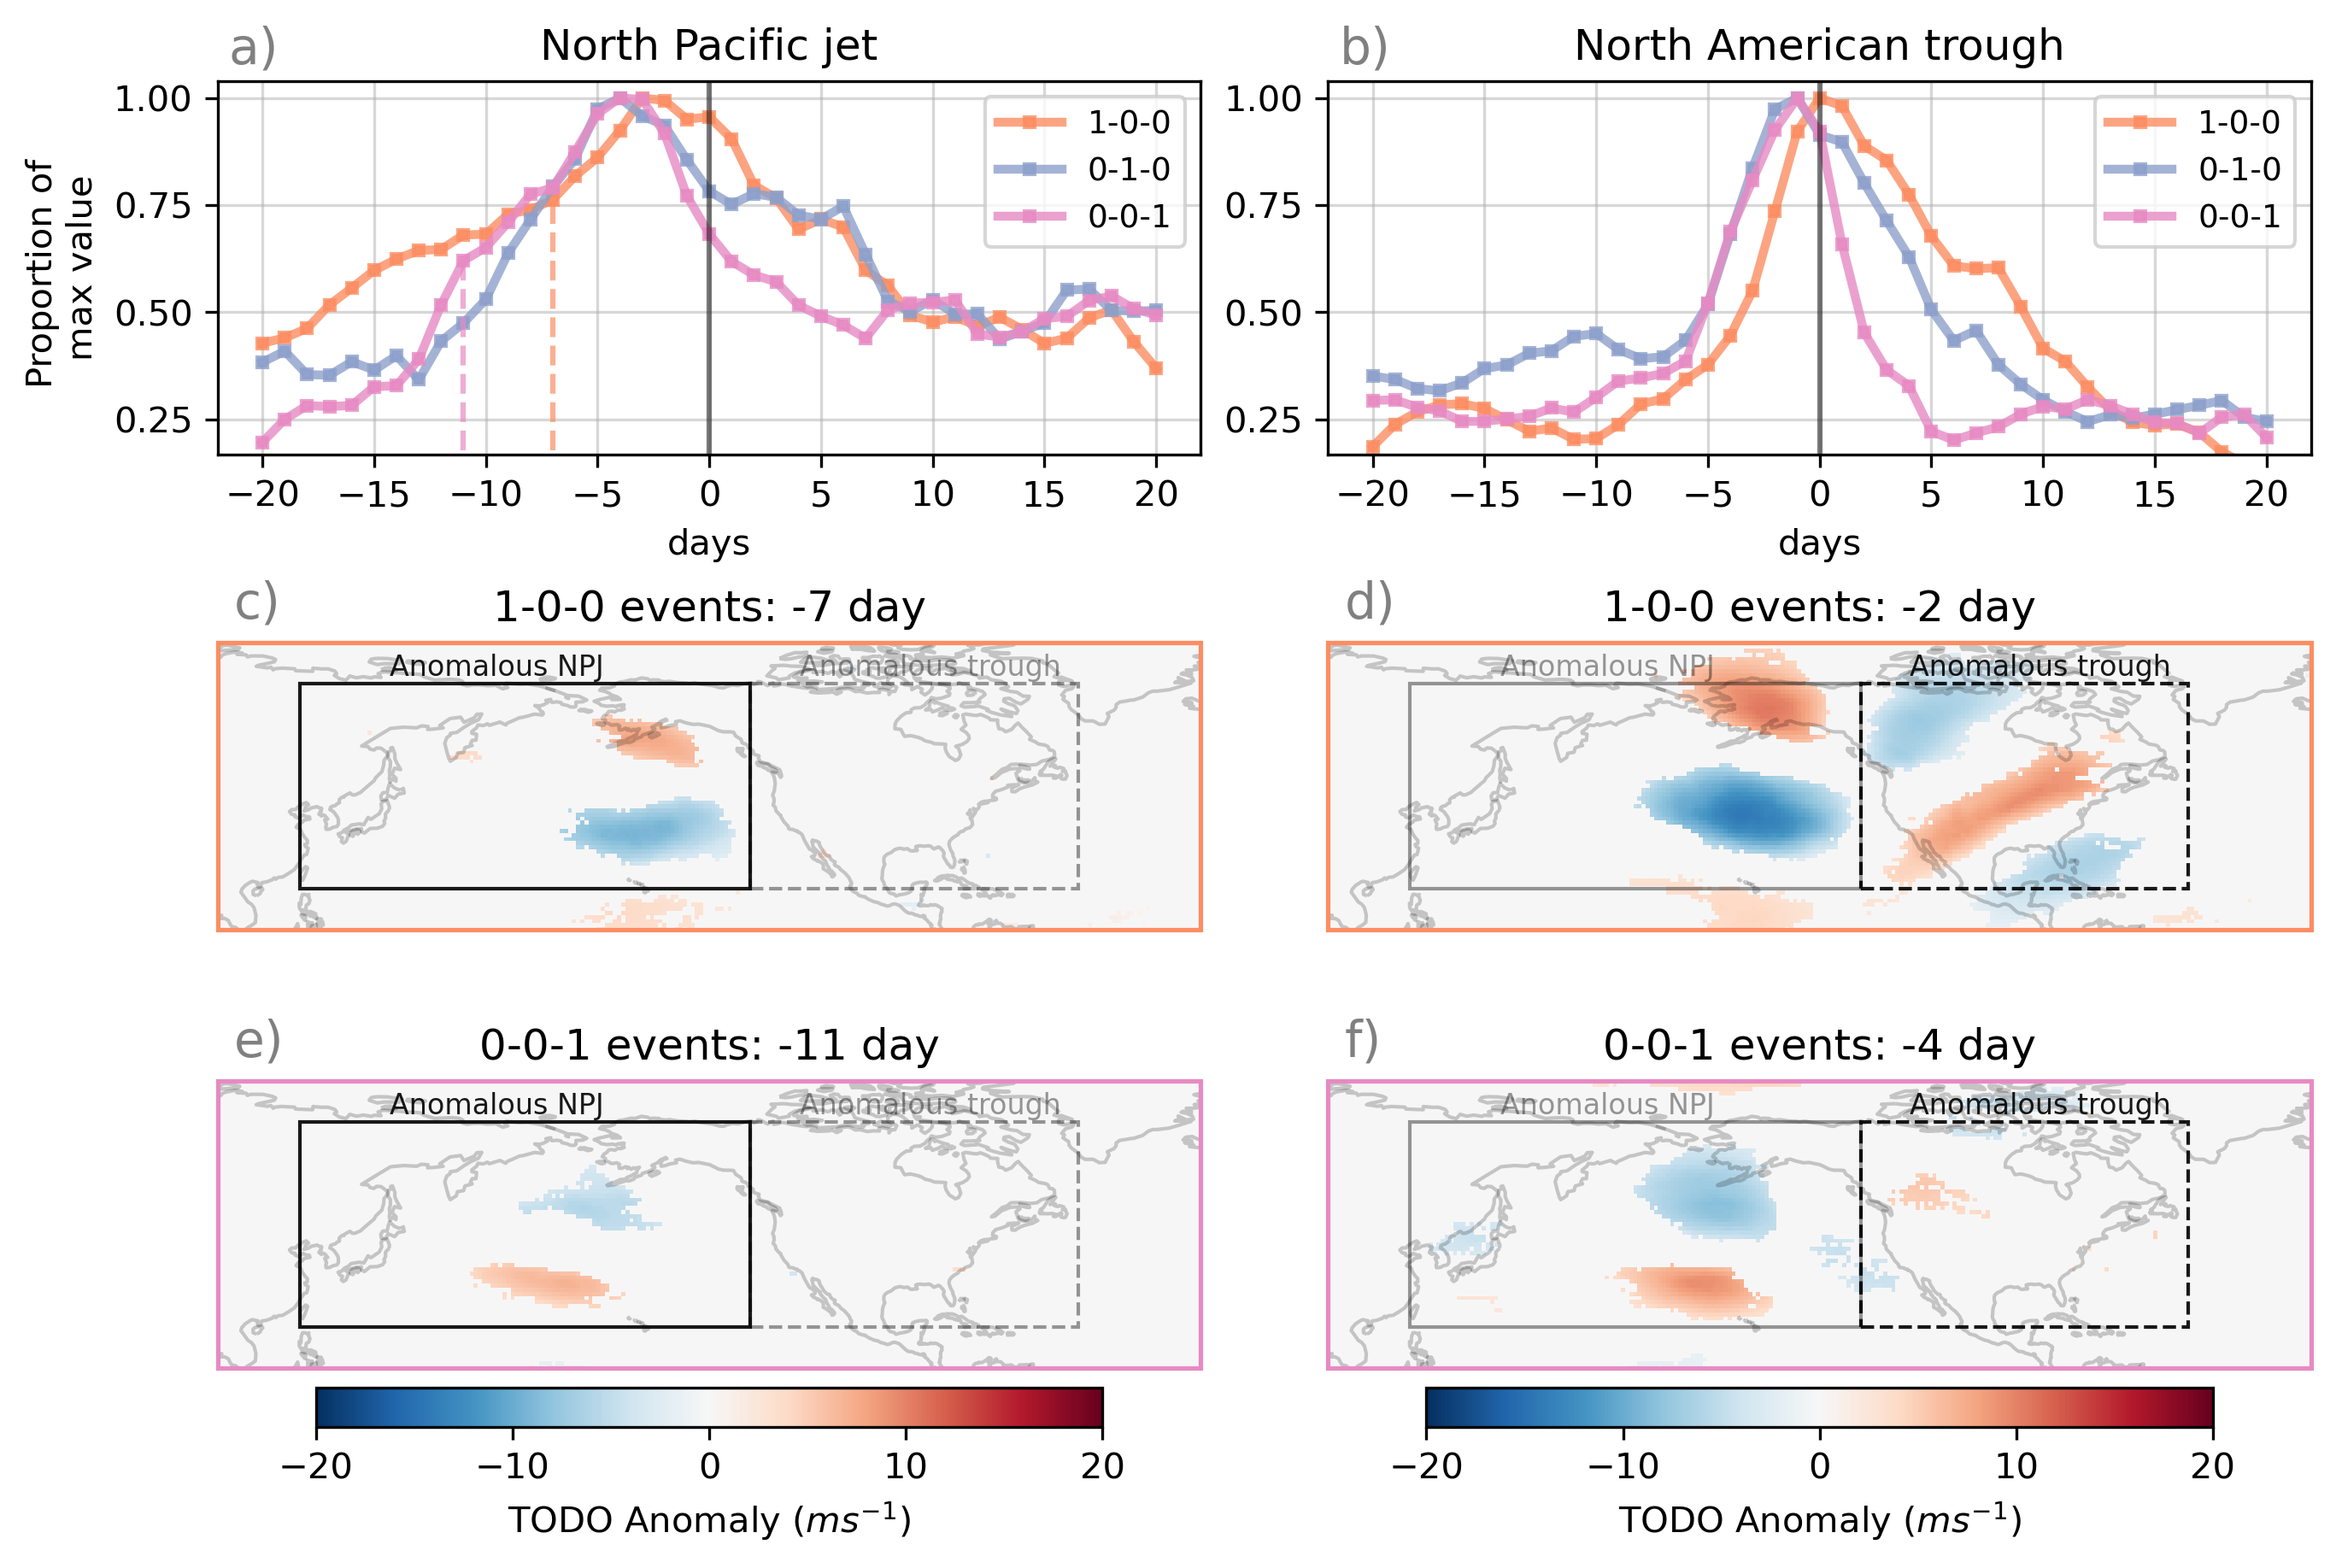 a)
North Pacific jet
b)
North American trough
Proportion of
max value
1.00
0.75
0.50
0.25
1-0-0
0-1-0
0-0-1
−20 −15 −10 −5 0 5 10 15 20
days
1.00
0.75
0.50
0.25
1-0-0
0-1-0
0-0-1
−20 −15 −10 −5 0 5 10 15 20
days
c)
1-0-0 events: -7 day
Anomalous NPJ
Anomalous trough
d)
1-0-0 events: -2 day
Anomalous NPJ
Anomalous trough
e)
0-0-1 events: -11 day
Anomalous NPJ
Anomalous trough
f)
0-0-1 events: -4 day
Anomalous NPJ
Anomalous trough
−20 −10 0 10 20
TODO Anomaly (ms⁻¹)
−20 −10 0 10 20
TODO Anomaly (ms⁻¹)